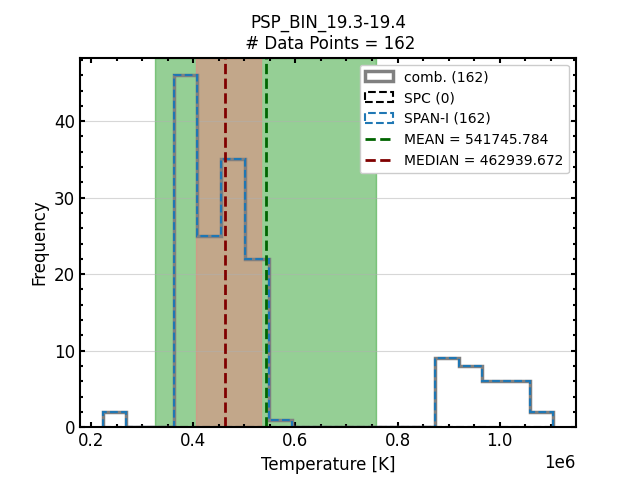 PSP_BIN_19.3-19.4
# Data Points = 162
comb. (162)
SPC (0)
SPAN-I (162)
MEAN = 541745.784
MEDIAN = 462939.672
Frequency
40
30
20
10
0
0.2 0.4 0.6 0.8 1.0
1e6
Temperature [K]